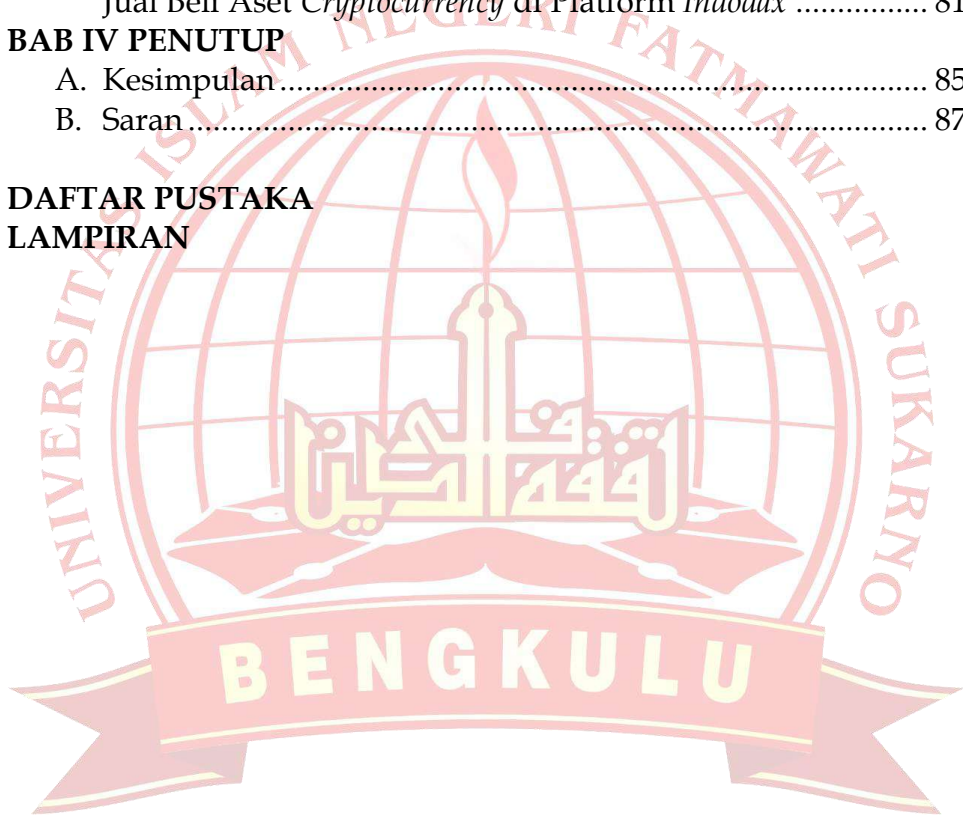 Jual Beli Aset Cryptocurrency di Platform Indodax ................ 81
BAB IV PENUTUP
A. Kesimpulan ............................................................................... 85
B. Saran .......................................................................................... 87
DAFTAR PUSTAKA
LAMPIRAN
UNIVERSITAS ISLAM NEGERI FATMAWATI SUKARNO
BENGKULU